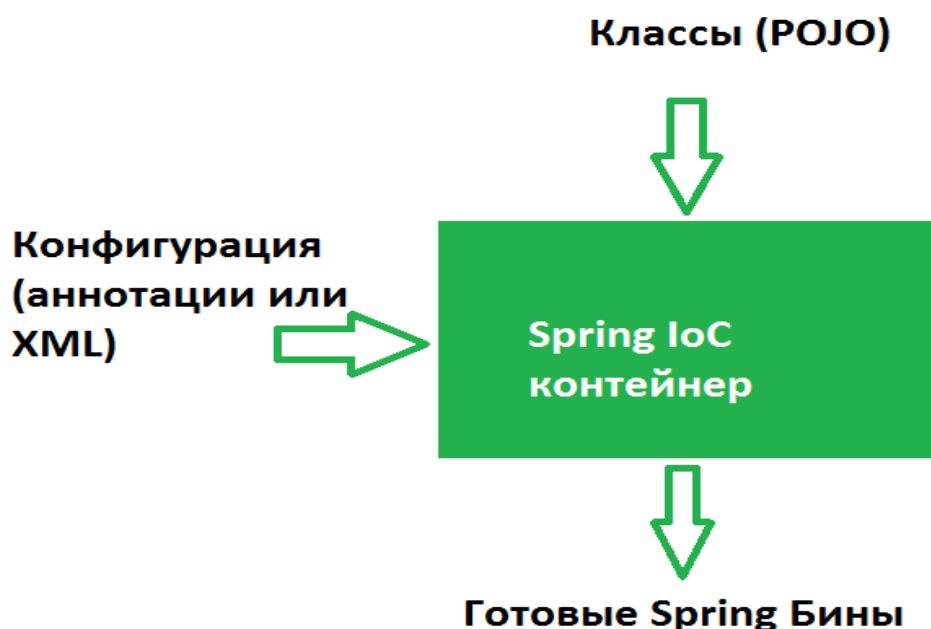 Классы (POJO)
Конфигурация
(аннотации или
XML)
Spring IoC
контейнер
Готовые Spring Бины